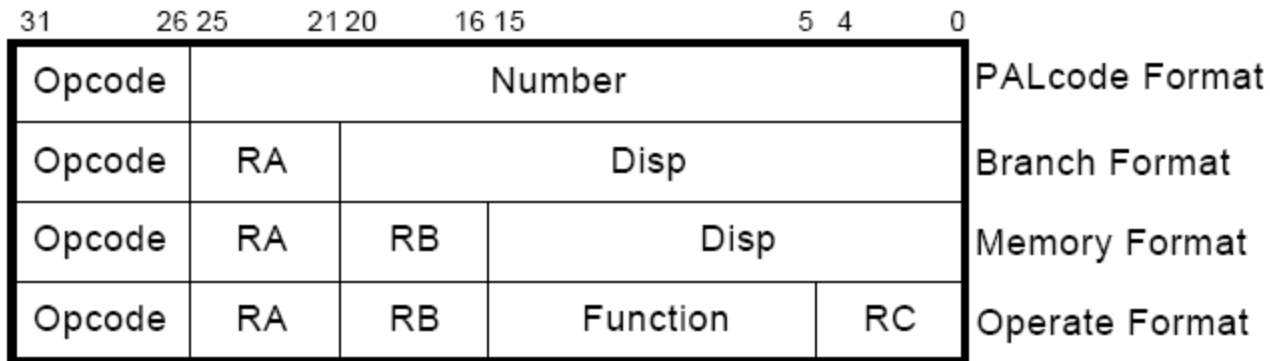 31 26 25 21 20 16 15 5 4 0
Opcode Number PALcode Format
Opcode RA Disp Branch Format
Opcode RA RB Disp Memory Format
Opcode RA RB Function RC Operate Format